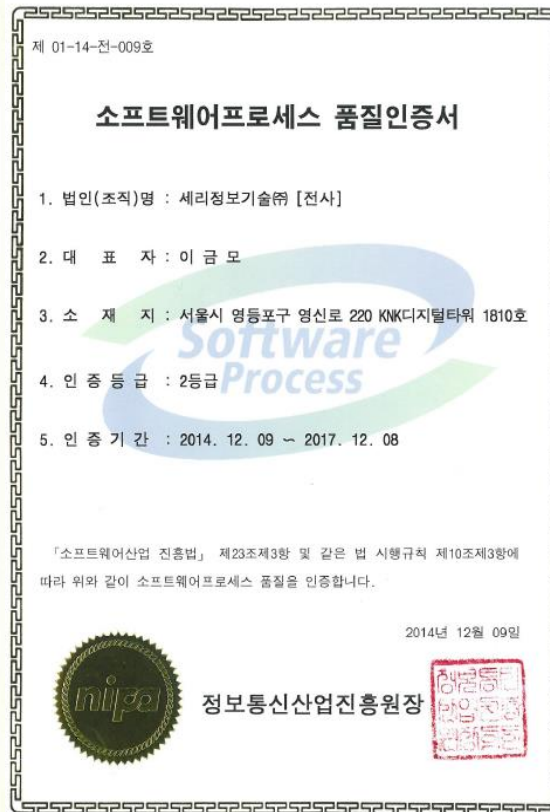 제 01-14-전-009호
소프트웨어프로세스 품질인증서
1. 법인(조직)명 : 세리정보기술㈜ [전사]
2. 대 표 자 : 이 금 모
3. 소 재 지 : 서울시 영등포구 영신로 220 KNK디지털타워 1810호
Software
4. 인 증 등 급 : 2등급
Process
5. 인 증 기 간 : 2014. 12. 09 ~ 2017. 12. 08
「소프트웨어산업 진흥법」 제23조제3항 및 같은 법 시행규칙 제10조제3항에
따라 위와 같이 소프트웨어프로세스 품질을 인증합니다.
2014년 12월 09일
nipa
정보통신산업진흥원장